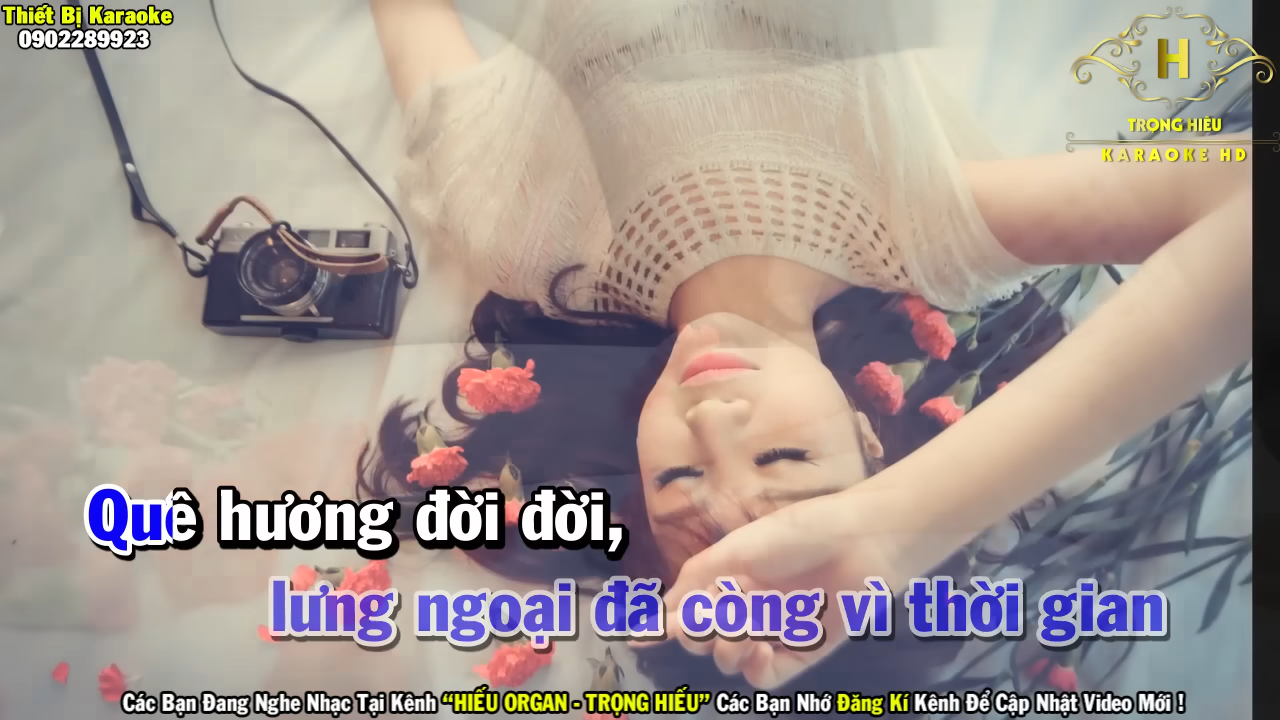 Thiết Bị Karaoke
0902289923
H
TRỌNG HIẾU
KARAOKE HD
Quê hương đời đời,
lưng ngoại đã còng vì thời gian
Các Bạn Đang Nghe Nhạc Tại Kênh “HIẾU ORGAN - TRỌNG HIẾU” Các Bạn Nhớ Đăng Kí Kênh Để Cập Nhật Video Mới !